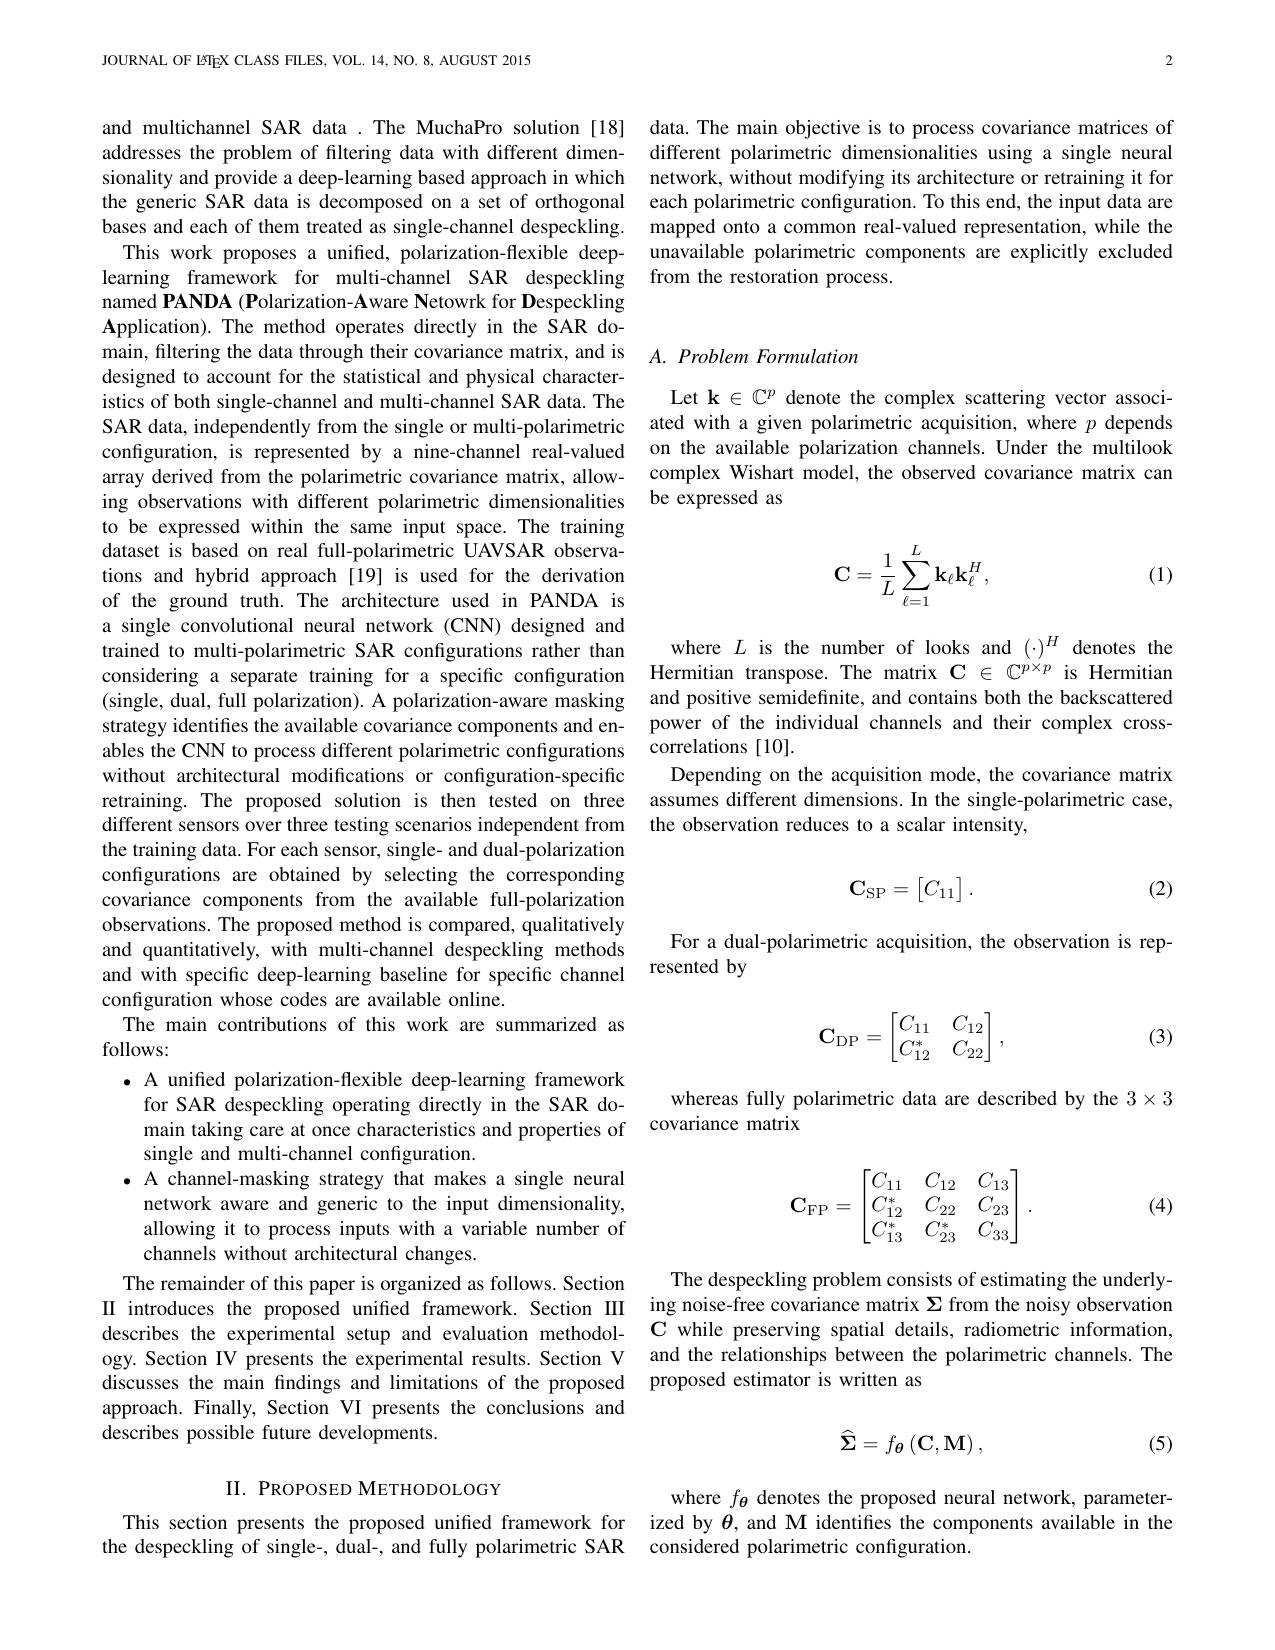 JOURNAL OF LATEX CLASS FILES, VOL. 14, NO. 8, AUGUST 2015 2
and multichannel SAR data . The MuchaPro solution [18]
addresses the problem of filtering data with different dimen-
sionality and provide a deep-learning based approach in which
the generic SAR data is decomposed on a set of orthogonal
bases and each of them treated as single-channel despeckling.
This work proposes a unified, polarization-flexible deep-
learning framework for multi-channel SAR despeckling
named PANDA (Polarization-Aware Netowrk for Despeckling
Application). The method operates directly in the SAR do-
main, filtering the data through their covariance matrix, and is
designed to account for the statistical and physical character-
istics of both single-channel and multi-channel SAR data. The
SAR data, independently from the single or multi-polarimetric
configuration, is represented by a nine-channel real-valued
array derived from the polarimetric covariance matrix, allow-
ing observations with different polarimetric dimensionalities
to be expressed within the same input space. The training
dataset is based on real full-polarimetric UAVSAR observa-
tions and hybrid approach [19] is used for the derivation
of the ground truth. The architecture used in PANDA is
a single convolutional neural network (CNN) designed and
trained to multi-polarimetric SAR configurations rather than
considering a separate training for a specific configuration
(single, dual, full polarization). A polarization-aware masking
strategy identifies the available covariance components and en-
ables the CNN to process different polarimetric configurations
without architectural modifications or configuration-specific
retraining. The proposed solution is then tested on three
different sensors over three testing scenarios independent from
the training data. For each sensor, single- and dual-polarization
configurations are obtained by selecting the corresponding
covariance components from the available full-polarization
observations. The proposed method is compared, qualitatively
and quantitatively, with multi-channel despeckling methods
and with specific deep-learning baseline for specific channel
configuration whose codes are available online.
The main contributions of this work are summarized as
follows:
• A unified polarization-flexible deep-learning framework
for SAR despeckling operating directly in the SAR do-
main taking care at once characteristics and properties of
single and multi-channel configuration.
• A channel-masking strategy that makes a single neural
network aware and generic to the input dimensionality,
allowing it to process inputs with a variable number of
channels without architectural changes.
The remainder of this paper is organized as follows. Section
II introduces the proposed unified framework. Section III
describes the experimental setup and evaluation methodol-
ogy. Section IV presents the experimental results. Section V
discusses the main findings and limitations of the proposed
approach. Finally, Section VI presents the conclusions and
describes possible future developments.
II. PROPOSED METHODOLOGY
This section presents the proposed unified framework for
the despeckling of single-, dual-, and fully polarimetric SAR
data. The main objective is to process covariance matrices of
different polarimetric dimensionalities using a single neural
network, without modifying its architecture or retraining it for
each polarimetric configuration. To this end, the input data are
mapped onto a common real-valued representation, while the
unavailable polarimetric components are explicitly excluded
from the restoration process.
A. Problem Formulation
Let k ∈ ℂ^p denote the complex scattering vector associ-
ated with a given polarimetric acquisition, where p depends
on the available polarization channels. Under the multilook
complex Wishart model, the observed covariance matrix can
be expressed as
C = 1/L ∑_{ℓ=1}^{L} k_ℓ k_ℓ^H, (1)
where L is the number of looks and (·)^H denotes the
Hermitian transpose. The matrix C ∈ ℂ^{p×p} is Hermitian
and positive semidefinite, and contains both the backscattered
power of the individual channels and their complex cross-
correlations [10].
Depending on the acquisition mode, the covariance matrix
assumes different dimensions. In the single-polarimetric case,
the observation reduces to a scalar intensity,
C_SP = [C_11] . (2)
For a dual-polarimetric acquisition, the observation is rep-
resented by
C_DP = [C_11 C_12; C_12^* C_22] , (3)
whereas fully polarimetric data are described by the 3 × 3
covariance matrix
C_FP = [C_11 C_12 C_13; C_12^* C_22 C_23; C_13^* C_23^* C_33] . (4)
The despeckling problem consists of estimating the underly-
ing noise-free covariance matrix Σ from the noisy observation
C while preserving spatial details, radiometric information,
and the relationships between the polarimetric channels. The
proposed estimator is written as
Σ̂ = f_θ (C, M) , (5)
where f_θ denotes the proposed neural network, parameter-
ized by θ, and M identifies the components available in the
considered polarimetric configuration.